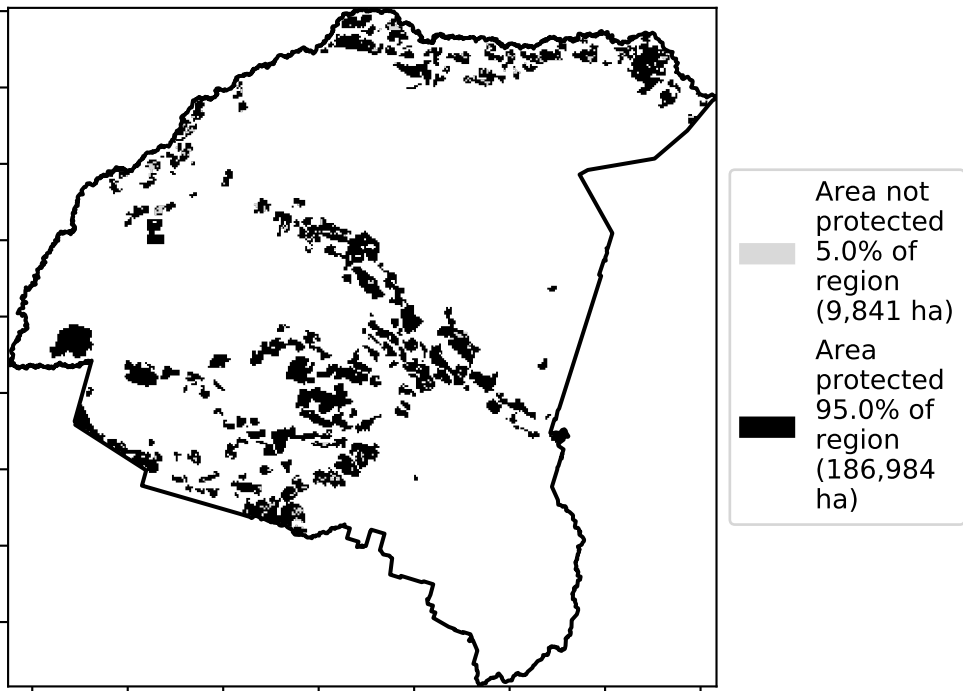 Area not
protected
5.0% of
region
(9,841 ha)
Area
protected
95.0% of
region
(186,984
ha)